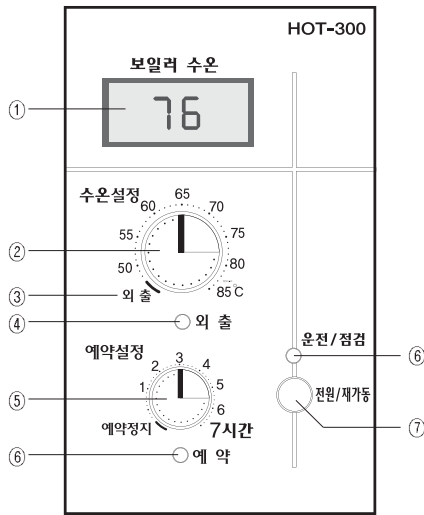 HOT-300
보일러 수온
① 76
수온설정
50 55 60 65 70 75 80 85℃
②
③ 외 출
④ 외 출
운전/점검 ⑥
예약설정
1 2 3 4 5 6 7시간
⑤
예약정지
전원/재가동 ⑦
⑥ 예 약